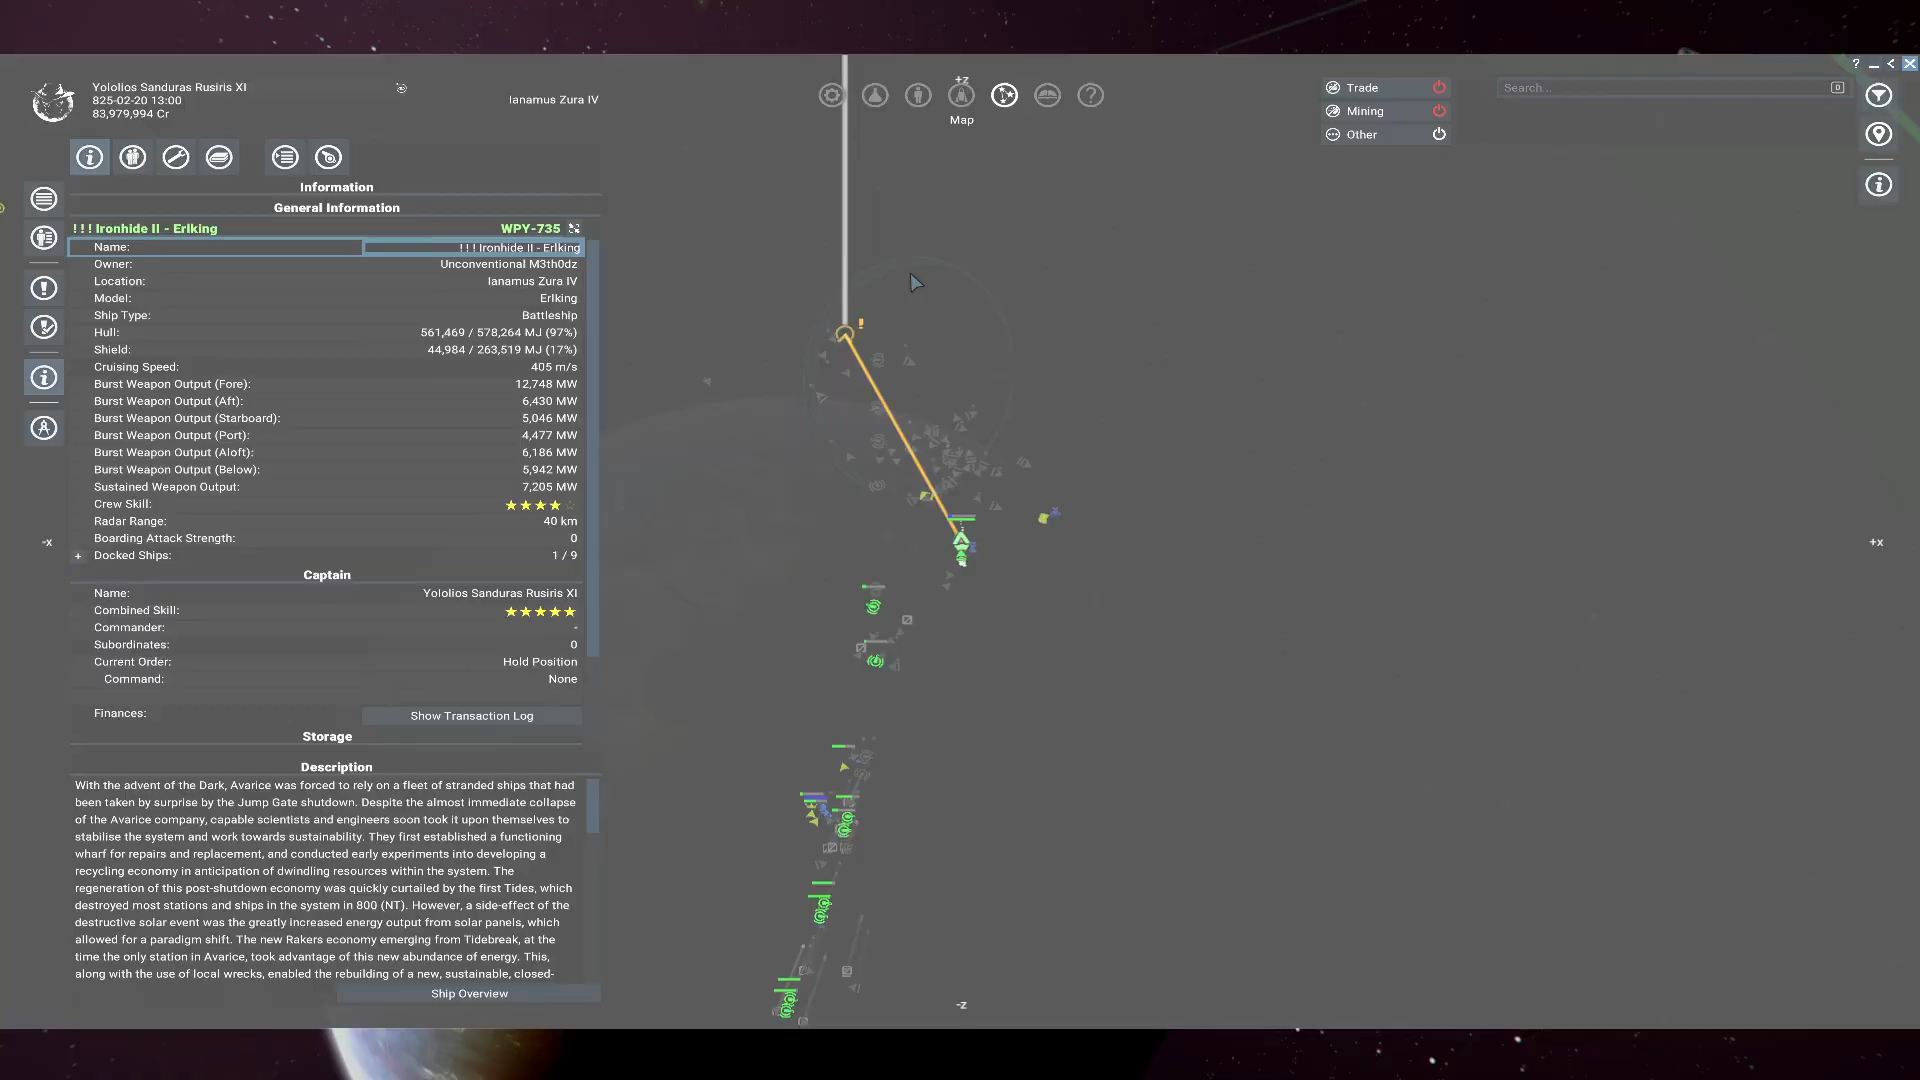 Yololios Sanduras Rusiris XI
825-02-20 13:00
83,979,994 Cr
Ianamus Zura IV
+z
Map
Trade
Mining
Other
Search...
D
Information
General Information
!!! Ironhide II - Erlking WPY-735
Name: !!! Ironhide II - Erlking
Owner: Unconventional M3th0dz
Location: Ianamus Zura IV
Model: Erlking
Ship Type: Battleship
Hull: 561,469 / 578,264 MJ (97%)
Shield: 44,984 / 263,519 MJ (17%)
Cruising Speed: 405 m/s
Burst Weapon Output (Fore): 12,748 MW
Burst Weapon Output (Aft): 6,430 MW
Burst Weapon Output (Starboard): 5,046 MW
Burst Weapon Output (Port): 4,477 MW
Burst Weapon Output (Aloft): 6,186 MW
Burst Weapon Output (Below): 5,942 MW
Sustained Weapon Output: 7,205 MW
Crew Skill: ★★★★☆
Radar Range: 40 km
Boarding Attack Strength: 0
+ Docked Ships: 1 / 9
Captain
Name: Yololios Sanduras Rusiris XI
Combined Skill: ★★★★★
Commander: -
Subordinates: 0
Current Order: Hold Position
Command: None
Finances: Show Transaction Log
Storage
Description
With the advent of the Dark, Avarice was forced to rely on a fleet of stranded ships that had
been taken by surprise by the Jump Gate shutdown. Despite the almost immediate collapse
of the Avarice company, capable scientists and engineers soon took it upon themselves to
stabilise the system and work towards sustainability. They first established a functioning
wharf for repairs and replacement, and conducted early experiments into developing a
recycling economy in anticipation of dwindling resources within the system. The
regeneration of this post-shutdown economy was quickly curtailed by the first Tides, which
destroyed most stations and ships in the system in 800 (NT). However, a side-effect of the
destructive solar event was the greatly increased energy output from solar panels, which
allowed for a paradigm shift. The new Rakers economy emerging from Tidebreak, at the
time the only station in Avarice, took advantage of this new abundance of energy. This,
along with the use of local wrecks, enabled the rebuilding of a new, sustainable, closed-
Ship Overview
-x
+x
-z